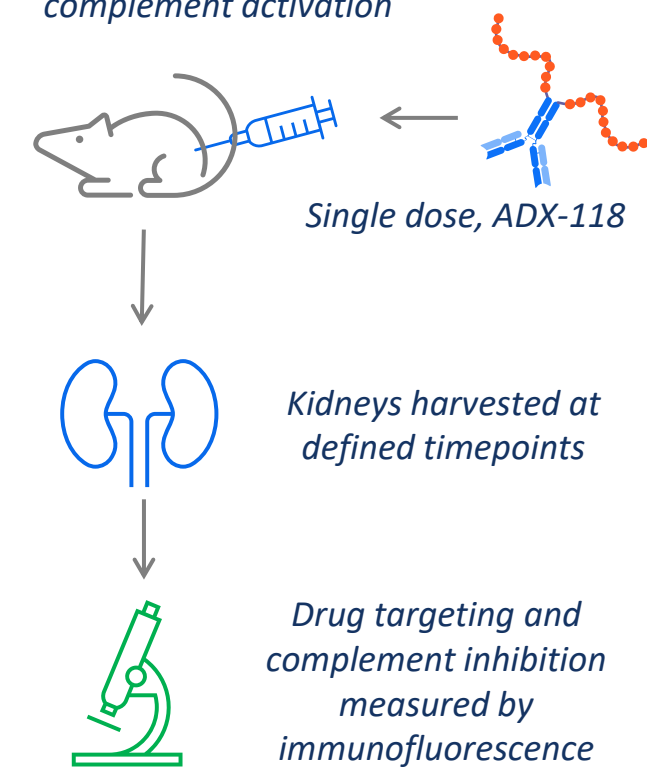 complement activation
Single dose, ADX-118
Kidneys harvested at
defined timepoints
Drug targeting and
complement inhibition
measured by
immunofluorescence